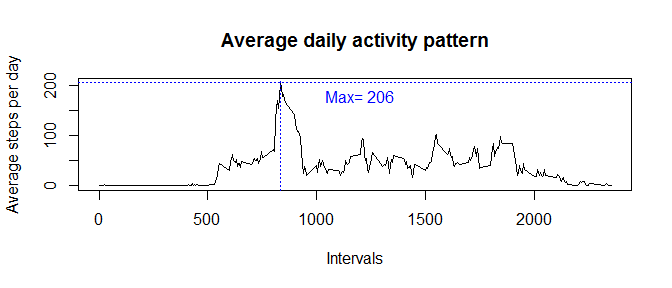 Average daily activity pattern
Average steps per day
200
100
0
Max= 206
0 500 1000 1500 2000
Intervals